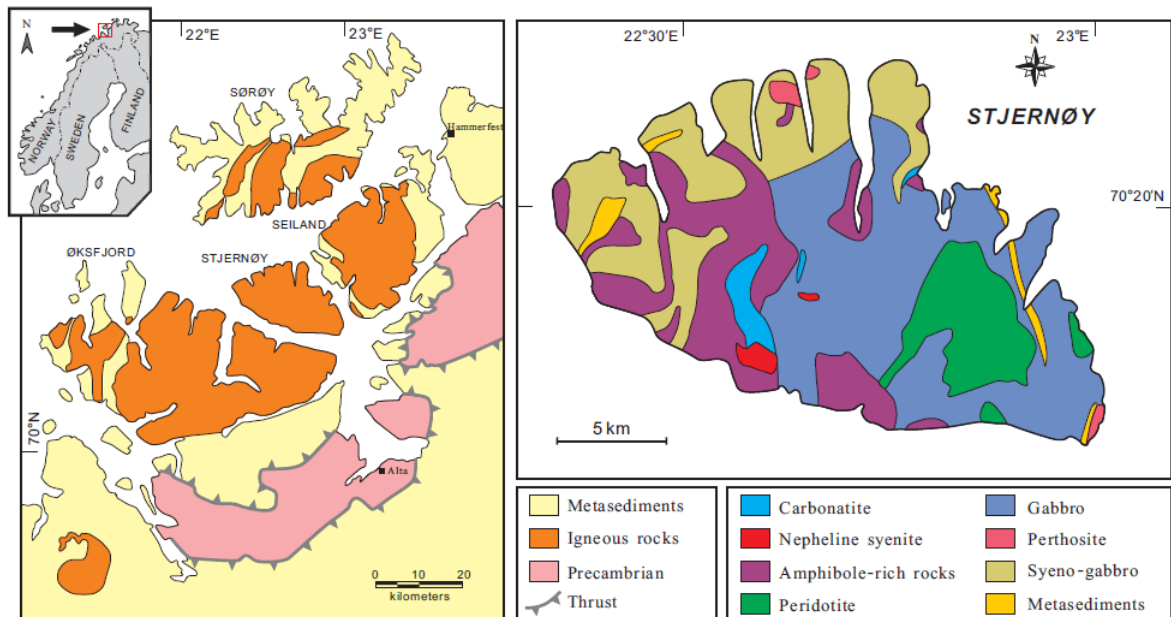 N
NORWAY
SWEDEN
FINLAND
22°E
23°E
SØRØY
Hammerfest
SEILAND
STJERNØY
ØKSFJORD
70°N
Alta
0 10 20
kilometers
22°30'E
23°E
N
STJERNØY
70°20'N
5 km
Metasediments
Igneous rocks
Precambrian
Thrust
Carbonatite
Nepheline syenite
Amphibole-rich rocks
Peridotite
Gabbro
Perthosite
Syeno-gabbro
Metasediments